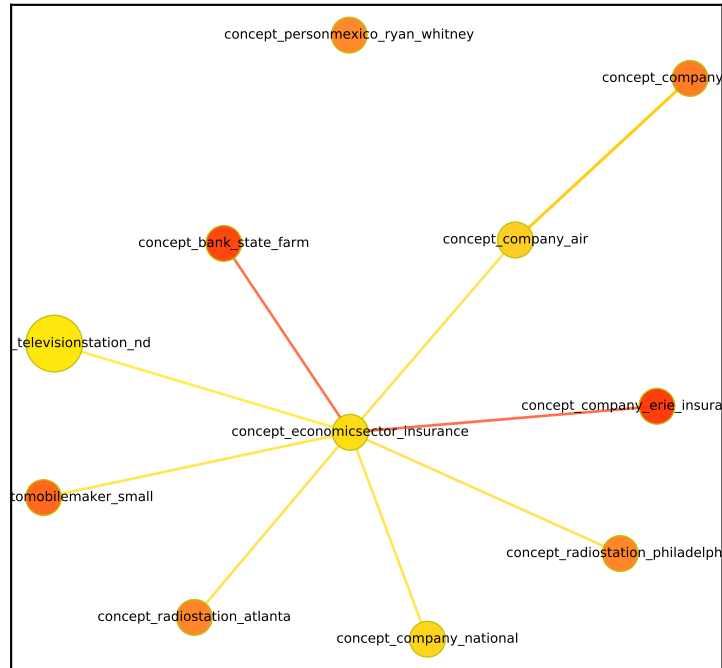 concept_personmexico_ryan_whitney
concept_company
concept_bank_state_farm
concept_company_air
_televisionstation_nd
concept_company_erie_insura
concept_economicsector_insurance
tomobilemaker_small
concept_radiostation_philadelph
concept_radiostation_atlanta
concept_company_national